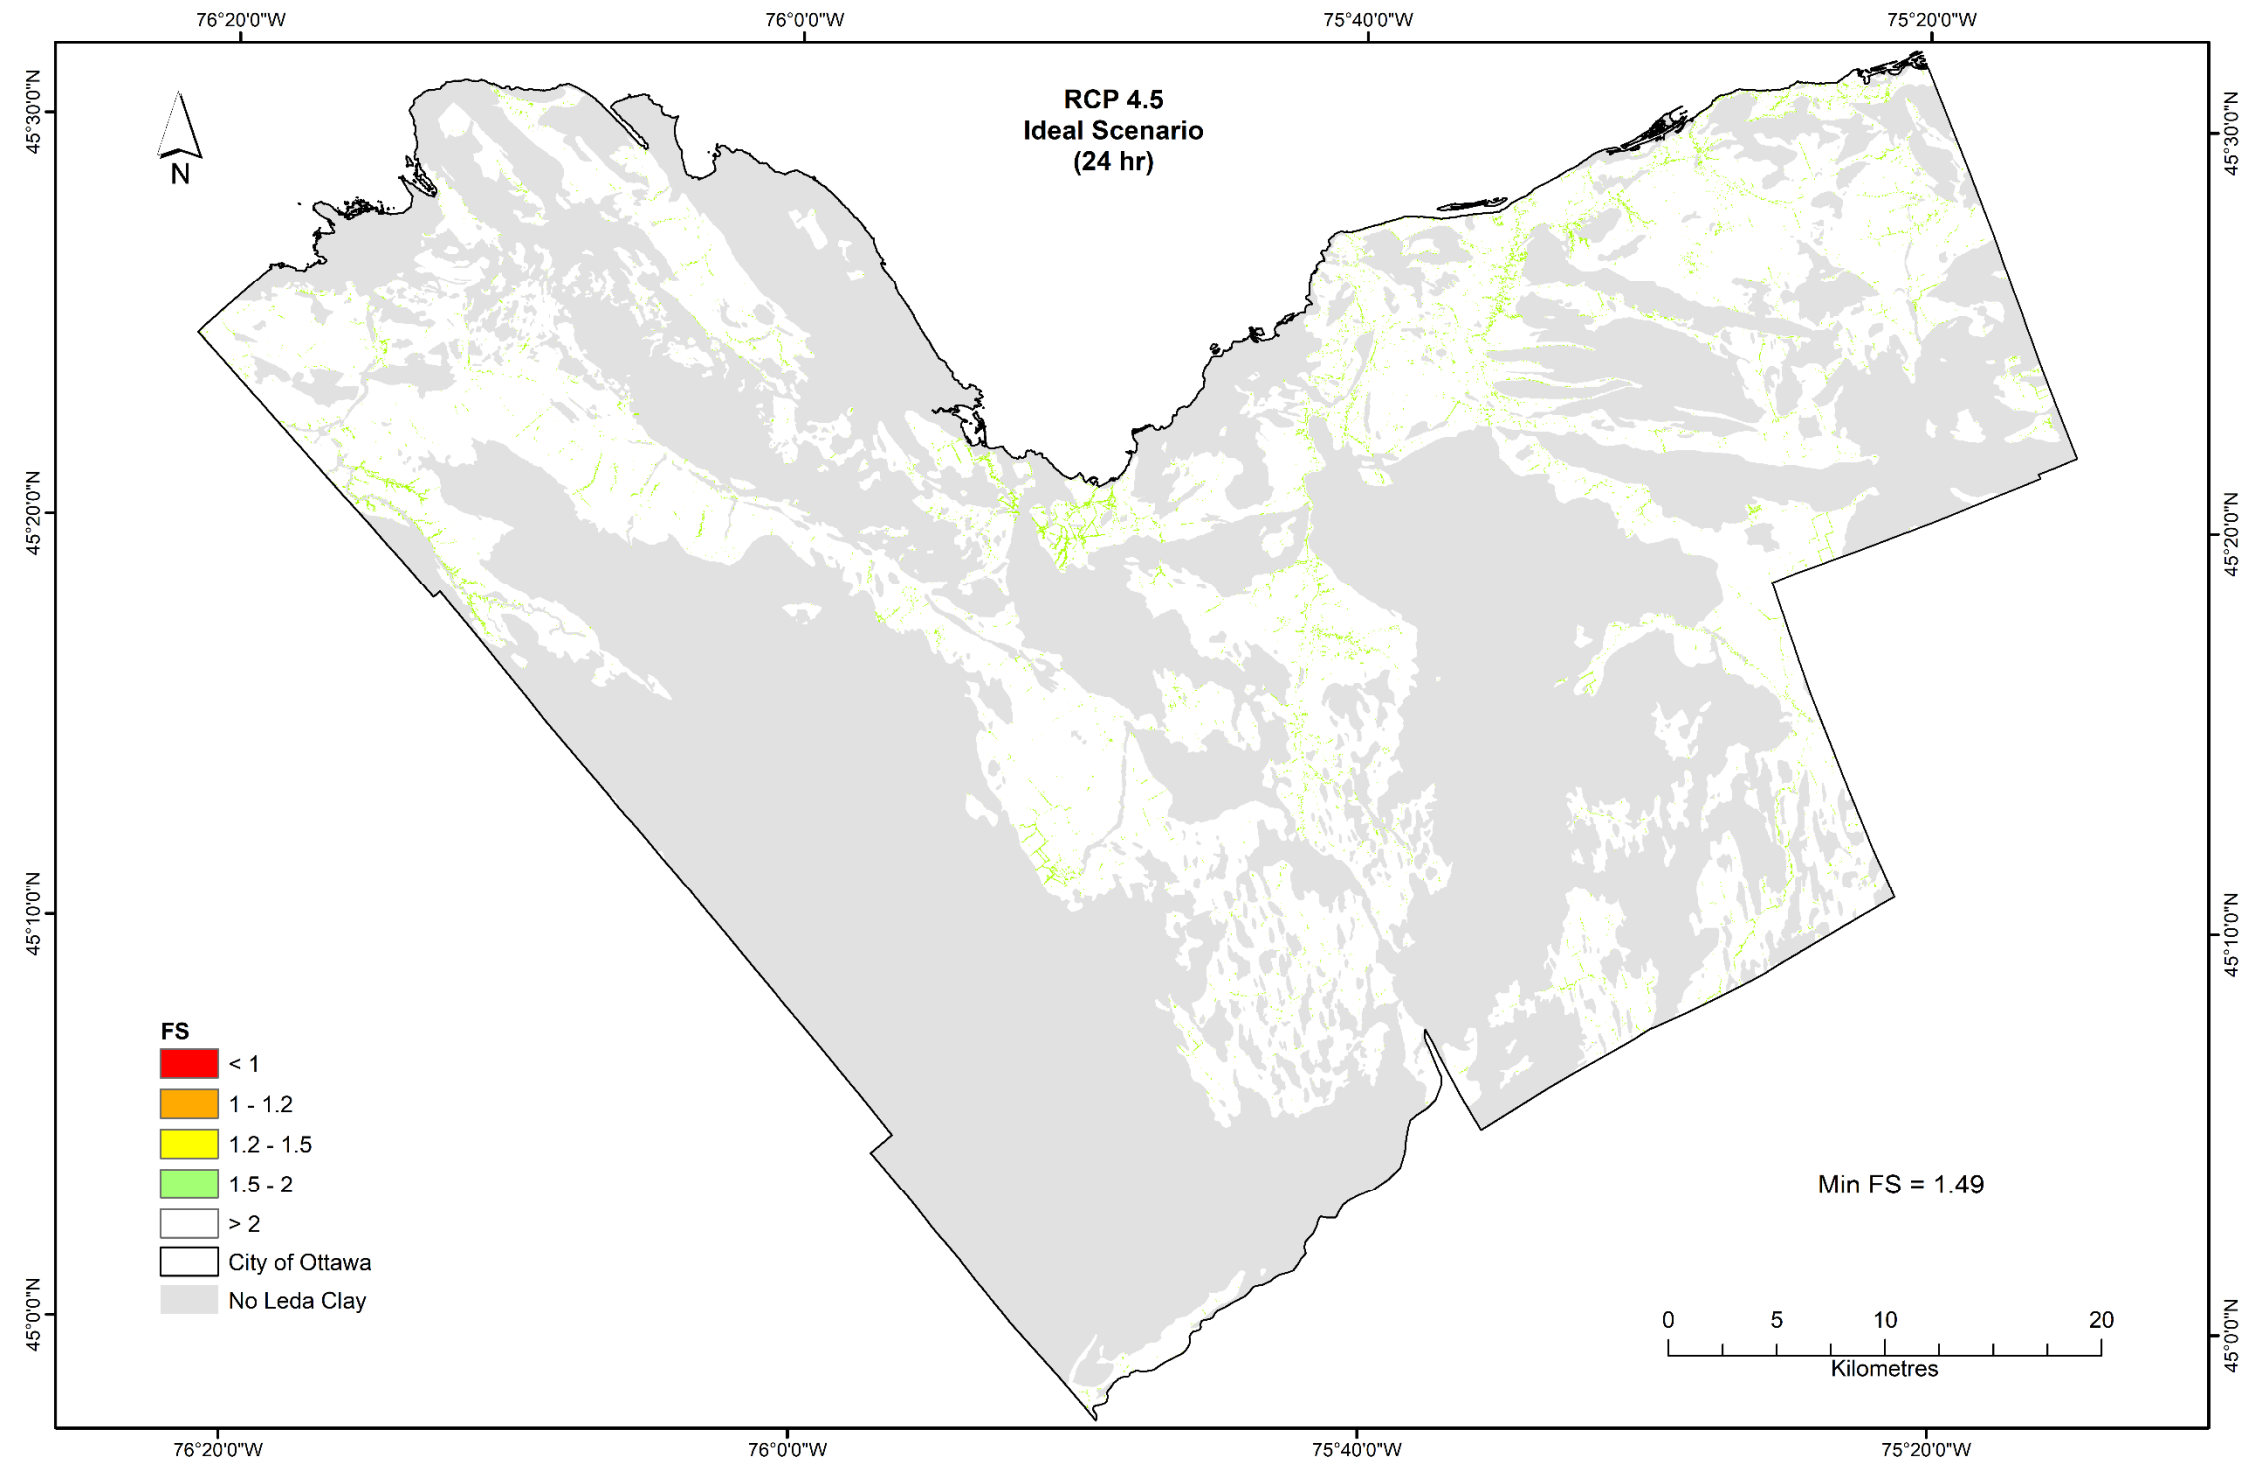 76°20'0"W 76°0'0"W 75°40'0"W 75°20'0"W
45°30'0"N
45°30'0"N
RCP 4.5
Ideal Scenario
(24 hr)
N
45°20'0"N
45°20'0"N
45°10'0"N
45°10'0"N
FS
< 1
1 - 1.2
1.2 - 1.5
1.5 - 2
> 2
City of Ottawa
No Leda Clay
Min FS = 1.49
45°0'0"N
45°0'0"N
0 5 10 20
Kilometres
76°20'0"W 76°0'0"W 75°40'0"W 75°20'0"W